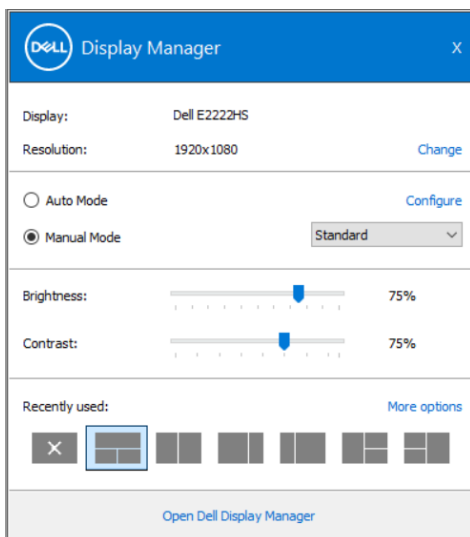 DELL Display Manager X
Display: Dell E2222HS
Resolution: 1920x1080 Change
Auto Mode Configure
Manual Mode Standard
Brightness: 75%
Contrast: 75%
Recently used: More options
Open Dell Display Manager